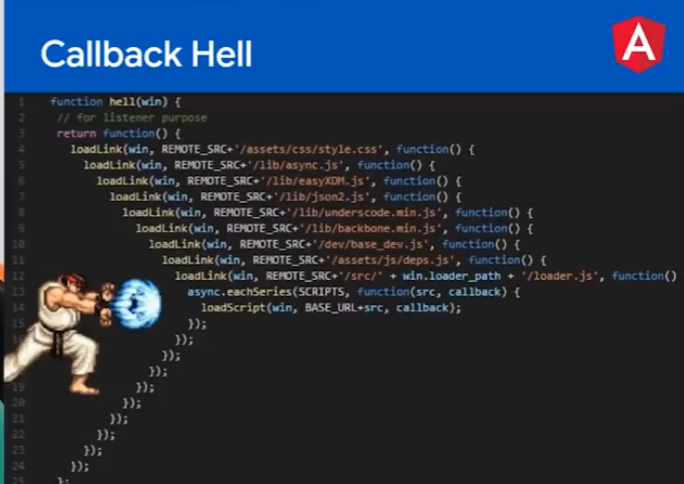 Callback Hell
A
1 function hell(win) {
2 // for listener purpose
3 return function() {
4 loadLink(win, REMOTE_SRC+'/assets/css/style.css', function() {
5 loadLink(win, REMOTE_SRC+'/lib/async.js', function() {
6 loadLink(win, REMOTE_SRC+'/lib/easyXDM.js', function() {
7 loadLink(win, REMOTE_SRC+'/lib/json2.js', function() {
8 loadLink(win, REMOTE_SRC+'/lib/underscode.min.js', function() {
9 loadLink(win, REMOTE_SRC+'/lib/backbone.min.js', function() {
10 loadLink(win, REMOTE_SRC+'/dev/base_dev.js', function() {
11 loadLink(win, REMOTE_SRC+'/assets/js/deps.js', function() {
12 loadLink(win, REMOTE_SRC+'/src/' + win.loader_path + '/loader.js', function()
13 async.eachSeries(SCRIPTS, function(src, callback) {
14 loadScript(win, BASE_URL+src, callback);
15 });
});
});
});
19 });
20 });
21 });
22 });
23 });
24 });
25 };